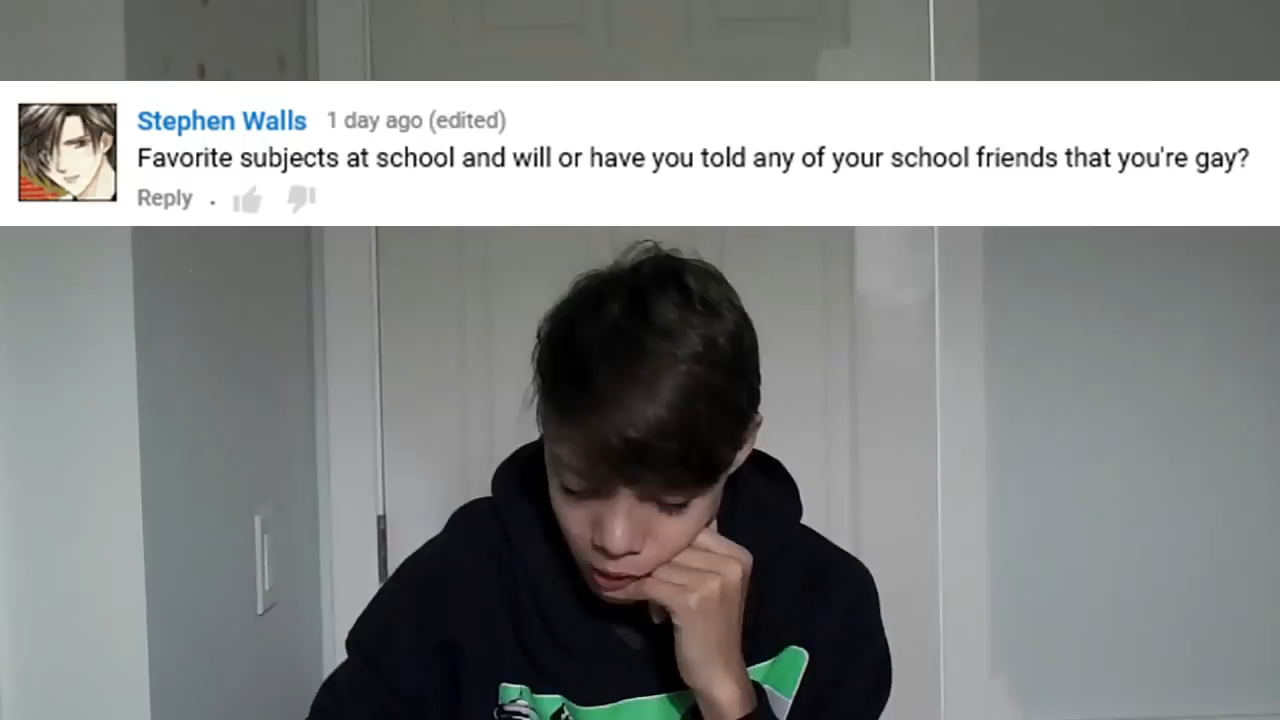 Stephen Walls 1 day ago (edited)
Favorite subjects at school and will or have you told any of your school friends that you're gay?
Reply .